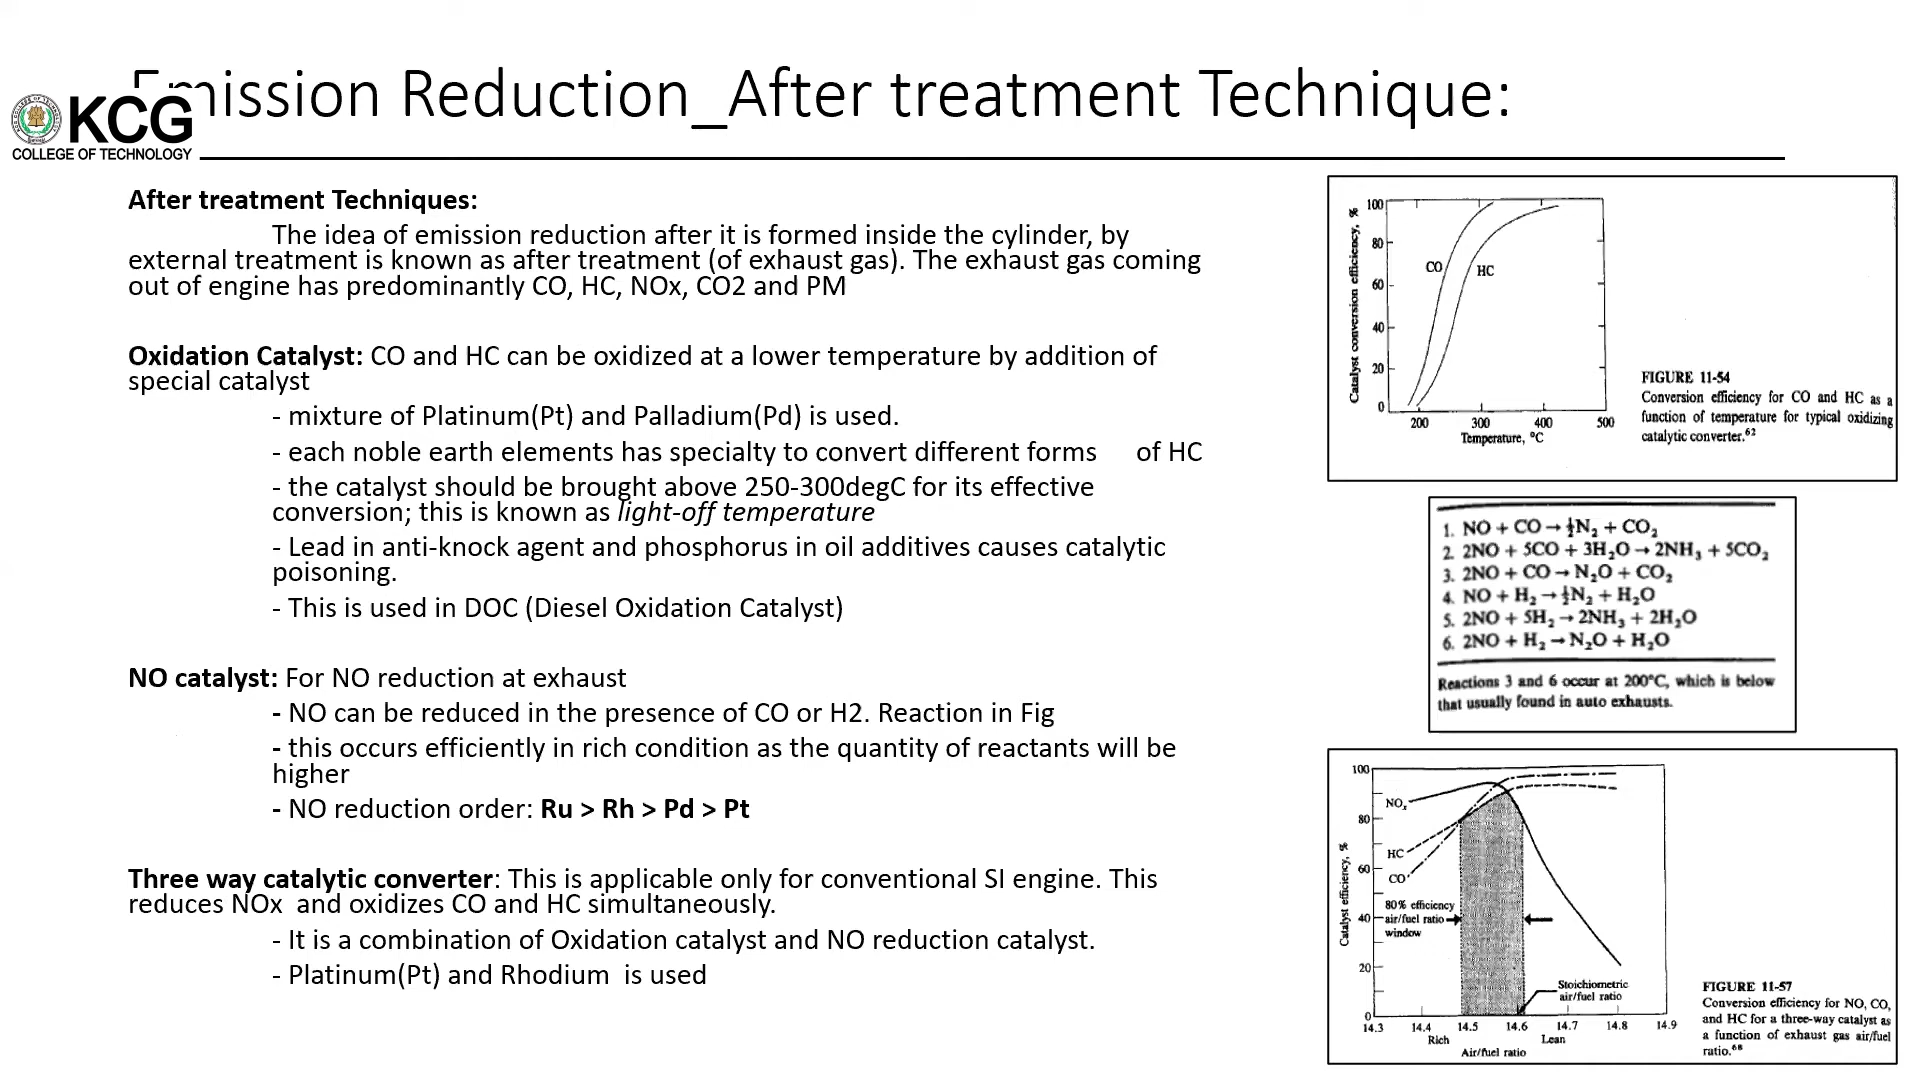 Emission Reduction_After treatment Technique:
KCG
COLLEGE OF TECHNOLOGY
After treatment Techniques:
The idea of emission reduction after it is formed inside the cylinder, by
external treatment is known as after treatment (of exhaust gas). The exhaust gas coming
out of engine has predominantly CO, HC, NOx, CO2 and PM
Oxidation Catalyst: CO and HC can be oxidized at a lower temperature by addition of
special catalyst
- mixture of Platinum(Pt) and Palladium(Pd) is used.
- each noble earth elements has specialty to convert different forms of HC
- the catalyst should be brought above 250-300degC for its effective
conversion; this is known as light-off temperature
- Lead in anti-knock agent and phosphorus in oil additives causes catalytic
poisoning.
- This is used in DOC (Diesel Oxidation Catalyst)
NO catalyst: For NO reduction at exhaust
- NO can be reduced in the presence of CO or H2. Reaction in Fig
- this occurs efficiently in rich condition as the quantity of reactants will be
higher
- NO reduction order: Ru > Rh > Pd > Pt
Three way catalytic converter: This is applicable only for conventional SI engine. This
reduces NOx and oxidizes CO and HC simultaneously.
- It is a combination of Oxidation catalyst and NO reduction catalyst.
- Platinum(Pt) and Rhodium is used
Catalyst conversion efficiency, %
100
80
60
40
20
0
CO
HC
200 300 400 500
Temperature, °C
FIGURE 11-54
Conversion efficiency for CO and HC as a
function of temperature for typical oxidizing
catalytic converter.⁶²
1. NO + CO → ½N₂ + CO₂
2. 2NO + 5CO + 3H₂O → 2NH₃ + 5CO₂
3. 2NO + CO → N₂O + CO₂
4. NO + H₂ → ½N₂ + H₂O
5. 2NO + 5H₂ → 2NH₃ + 2H₂O
6. 2NO + H₂ → N₂O + H₂O
Reactions 3 and 6 occur at 200°C, which is below
that usually found in auto exhausts.
Catalyst efficiency, %
100
80
60
40
20
0
NOₓ
HC
CO
80% efficiency
air/fuel ratio
window
Stoichiometric
air/fuel ratio
14.3 14.4 14.5 14.6 14.7 14.8 14.9
Rich Lean
Air/fuel ratio
FIGURE 11-57
Conversion efficiency for NO, CO,
and HC for a three-way catalyst as
a function of exhaust gas air/fuel
ratio.⁶⁸